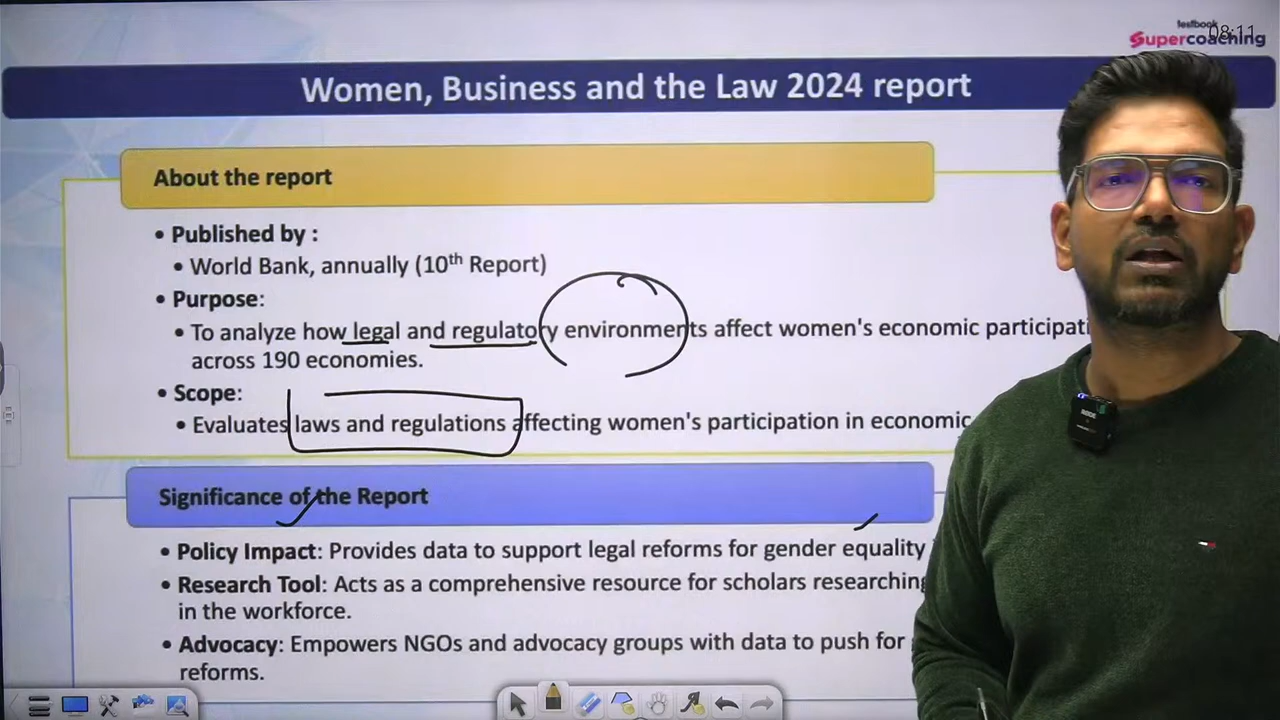 testbook
Supercoaching
08:11
Women, Business and the Law 2024 report
About the report
• Published by :
• World Bank, annually (10th Report)
• Purpose:
• To analyze how legal and regulatory environments affect women's economic participati
across 190 economies.
• Scope:
• Evaluates laws and regulations affecting women's participation in economic
Significance of the Report
• Policy Impact: Provides data to support legal reforms for gender equality
• Research Tool: Acts as a comprehensive resource for scholars researching
in the workforce.
• Advocacy: Empowers NGOs and advocacy groups with data to push for
reforms.